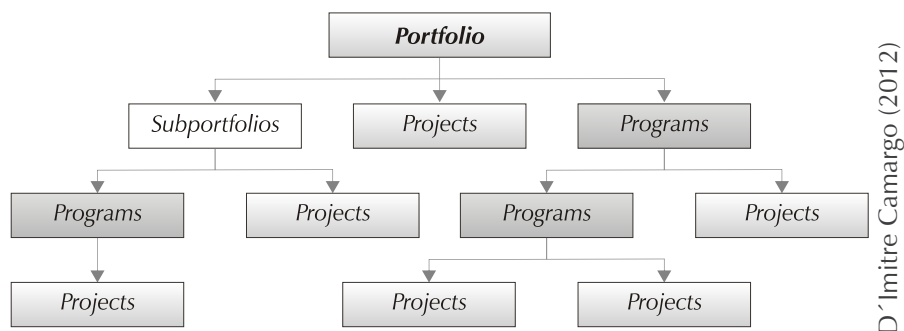 Portfolio
Subportfolios
Projects
Programs
Programs
Projects
Programs
Projects
Projects
Projects
Projects
D´Imitre Camargo (2012)